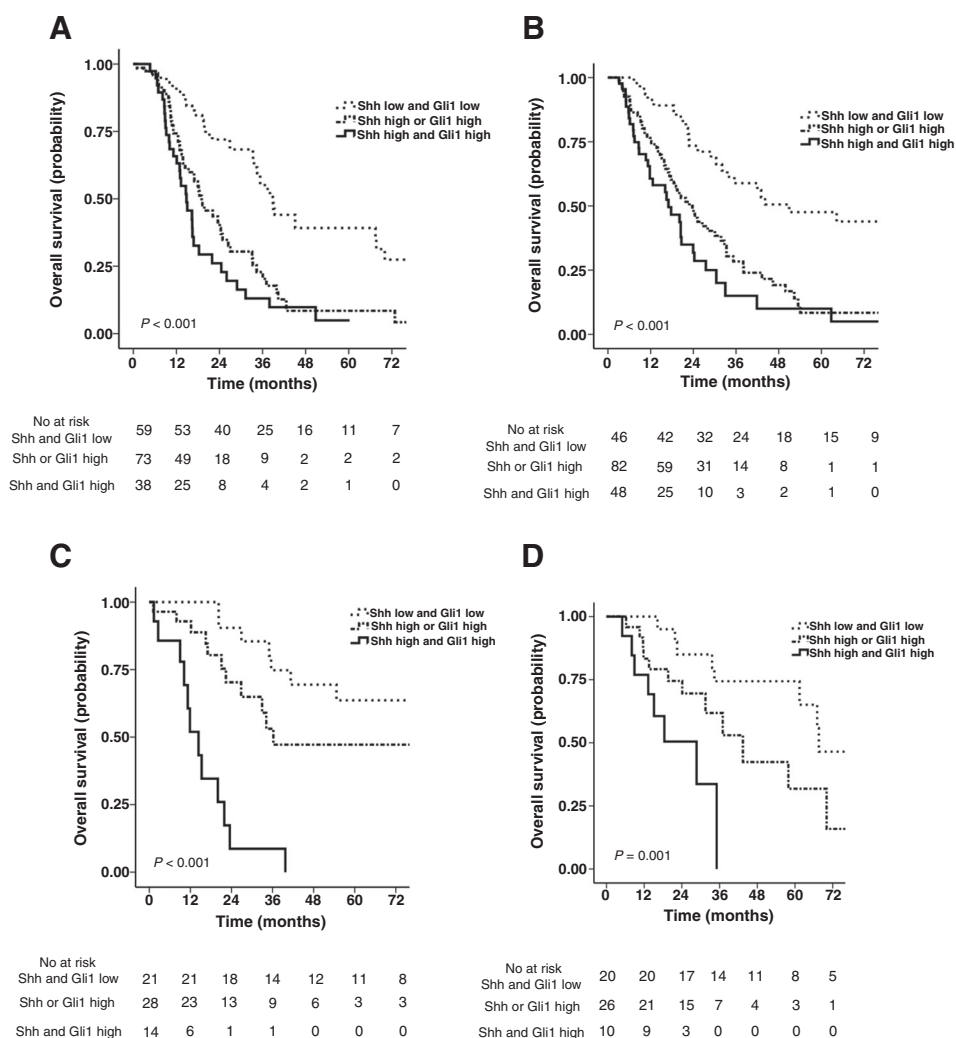 A
Overall survival (probability)
1.00
0.75
0.50
0.25
0.00
Shh low and Gli1 low
Shh high or Gli1 high
Shh high and Gli1 high
P < 0.001
0 12 24 36 48 60 72
Time (months)
No at risk
Shh and Gli1 low 59 53 40 25 16 11 7
Shh or Gli1 high 73 49 18 9 2 2 2
Shh and Gli1 high 38 25 8 4 2 1 0
B
Overall survival (probability)
1.00
0.75
0.50
0.25
0.00
Shh low and Gli1 low
Shh high or Gli1 high
Shh high and Gli1 high
P < 0.001
0 12 24 36 48 60 72
Time (months)
No at risk
Shh and Gli1 low 46 42 32 24 18 15 9
Shh or Gli1 high 82 59 31 14 8 1 1
Shh and Gli1 high 48 25 10 3 2 1 0
C
Overall survival (probability)
1.00
0.75
0.50
0.25
0.00
Shh low and Gli1 low
Shh high or Gli1 high
Shh high and Gli1 high
P < 0.001
0 12 24 36 48 60 72
Time (months)
No at risk
Shh and Gli1 low 21 21 18 14 12 11 8
Shh or Gli1 high 28 23 13 9 6 3 3
Shh and Gli1 high 14 6 1 1 0 0 0
D
Overall survival (probability)
1.00
0.75
0.50
0.25
0.00
Shh low and Gli1 low
Shh high or Gli1 high
Shh high and Gli1 high
P = 0.001
0 12 24 36 48 60 72
Time (months)
No at risk
Shh and Gli1 low 20 20 17 14 11 8 5
Shh or Gli1 high 26 21 15 7 4 3 1
Shh and Gli1 high 10 9 3 0 0 0 0